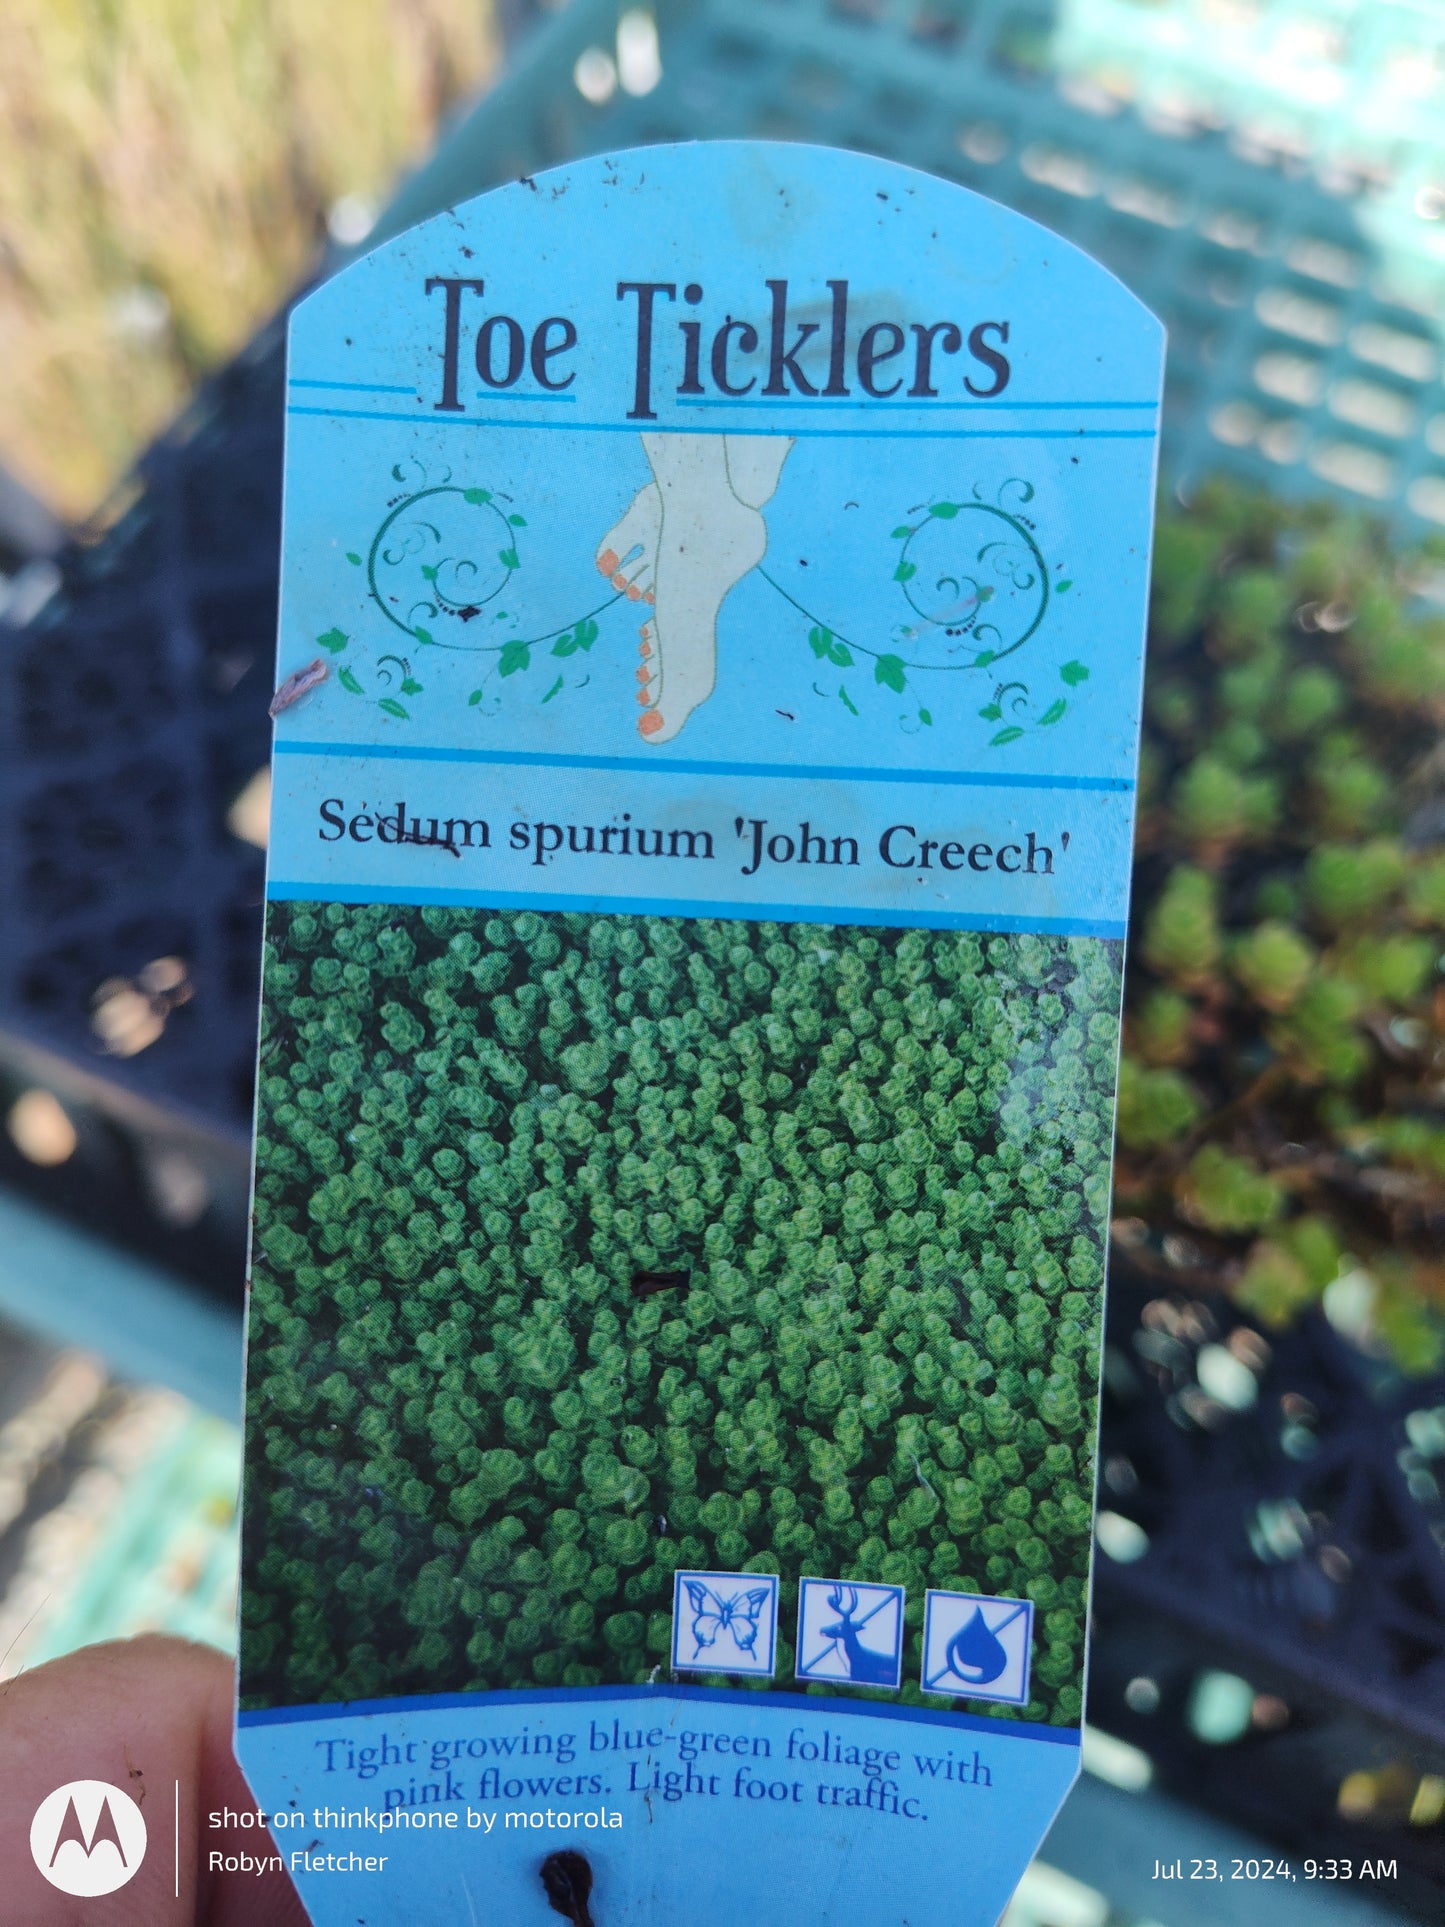 Toe Ticklers
Sedum spurium 'John Creech'
Tight growing blue-green foliage with
pink flowers. Light foot traffic.
shot on thinkphone by motorola
Robyn Fletcher
Jul 23, 2024, 9:33 AM